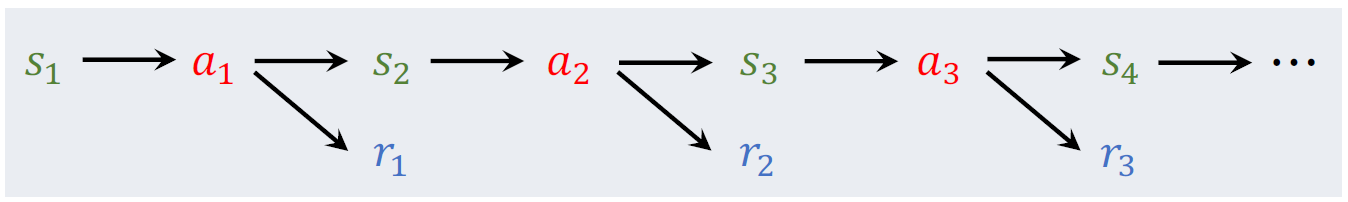 s₁ → a₁ → s₂ → a₂ → s₃ → a₃ → s₄ → ⋯
r₁ r₂ r₃